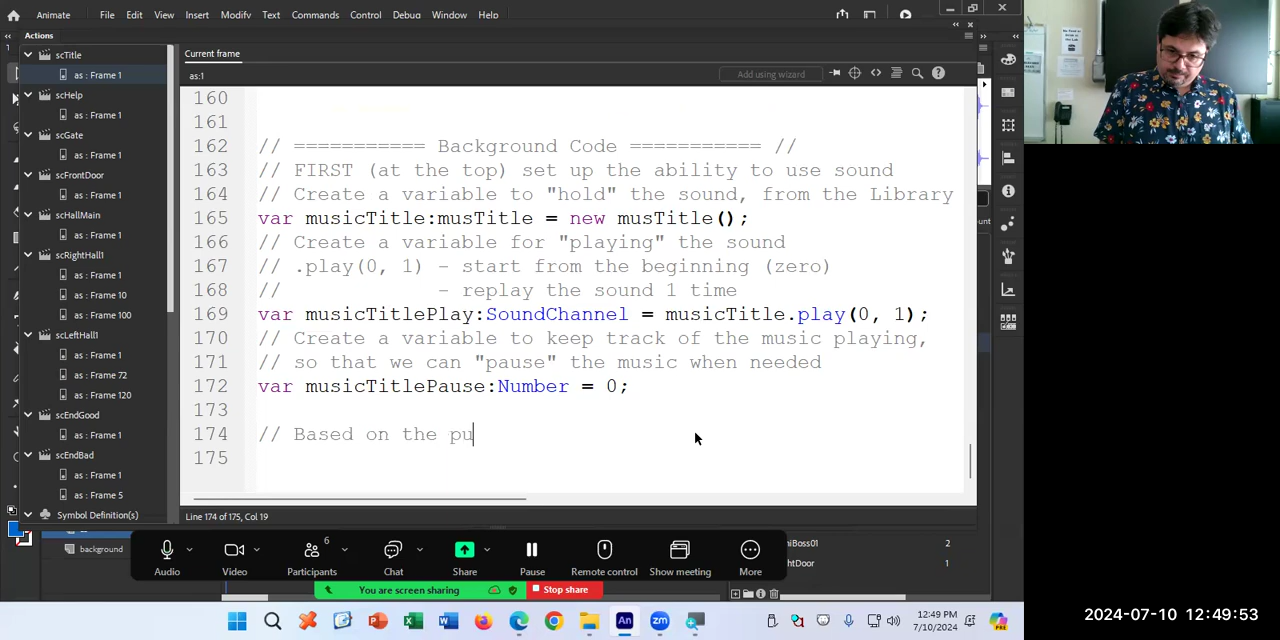 Animate File Edit View Insert Modify Text Commands Control Debug Window Help
Actions
scTitle
as : Frame 1
scHelp
as : Frame 1
scGate
as : Frame 1
scFrontDoor
as : Frame 1
scHallMain
as : Frame 1
scRightHall1
as : Frame 1
as : Frame 10
as : Frame 100
scLeftHall1
as : Frame 1
as : Frame 72
as : Frame 120
scEndGood
as : Frame 1
scEndBad
as : Frame 1
as : Frame 5
Symbol Definition(s)
Current frame
as:1
Add using wizard
160
161
162 // =========== Background Code =========== //
163 // FIRST (at the top) set up the ability to use sound
164 // Create a variable to "hold" the sound, from the Library
165 var musicTitle:musTitle = new musTitle();
166 // Create a variable for "playing" the sound
167 // .play(0, 1) - start from the beginning (zero)
168 // - replay the sound 1 time
169 var musicTitlePlay:SoundChannel = musicTitle.play(0, 1);
170 // Create a variable to keep track of the music playing,
171 // so that we can "pause" the music when needed
172 var musicTitlePause:Number = 0;
173
174 // Based on the pu
175
Line 174 of 175, Col 19
background
niBoss01 2
htDoor 1
6
Audio Video Participants Chat Share Pause Remote control Show meeting More
You are screen sharing Stop share
12:49 PM
7/10/2024
2024-07-10 12:49:53